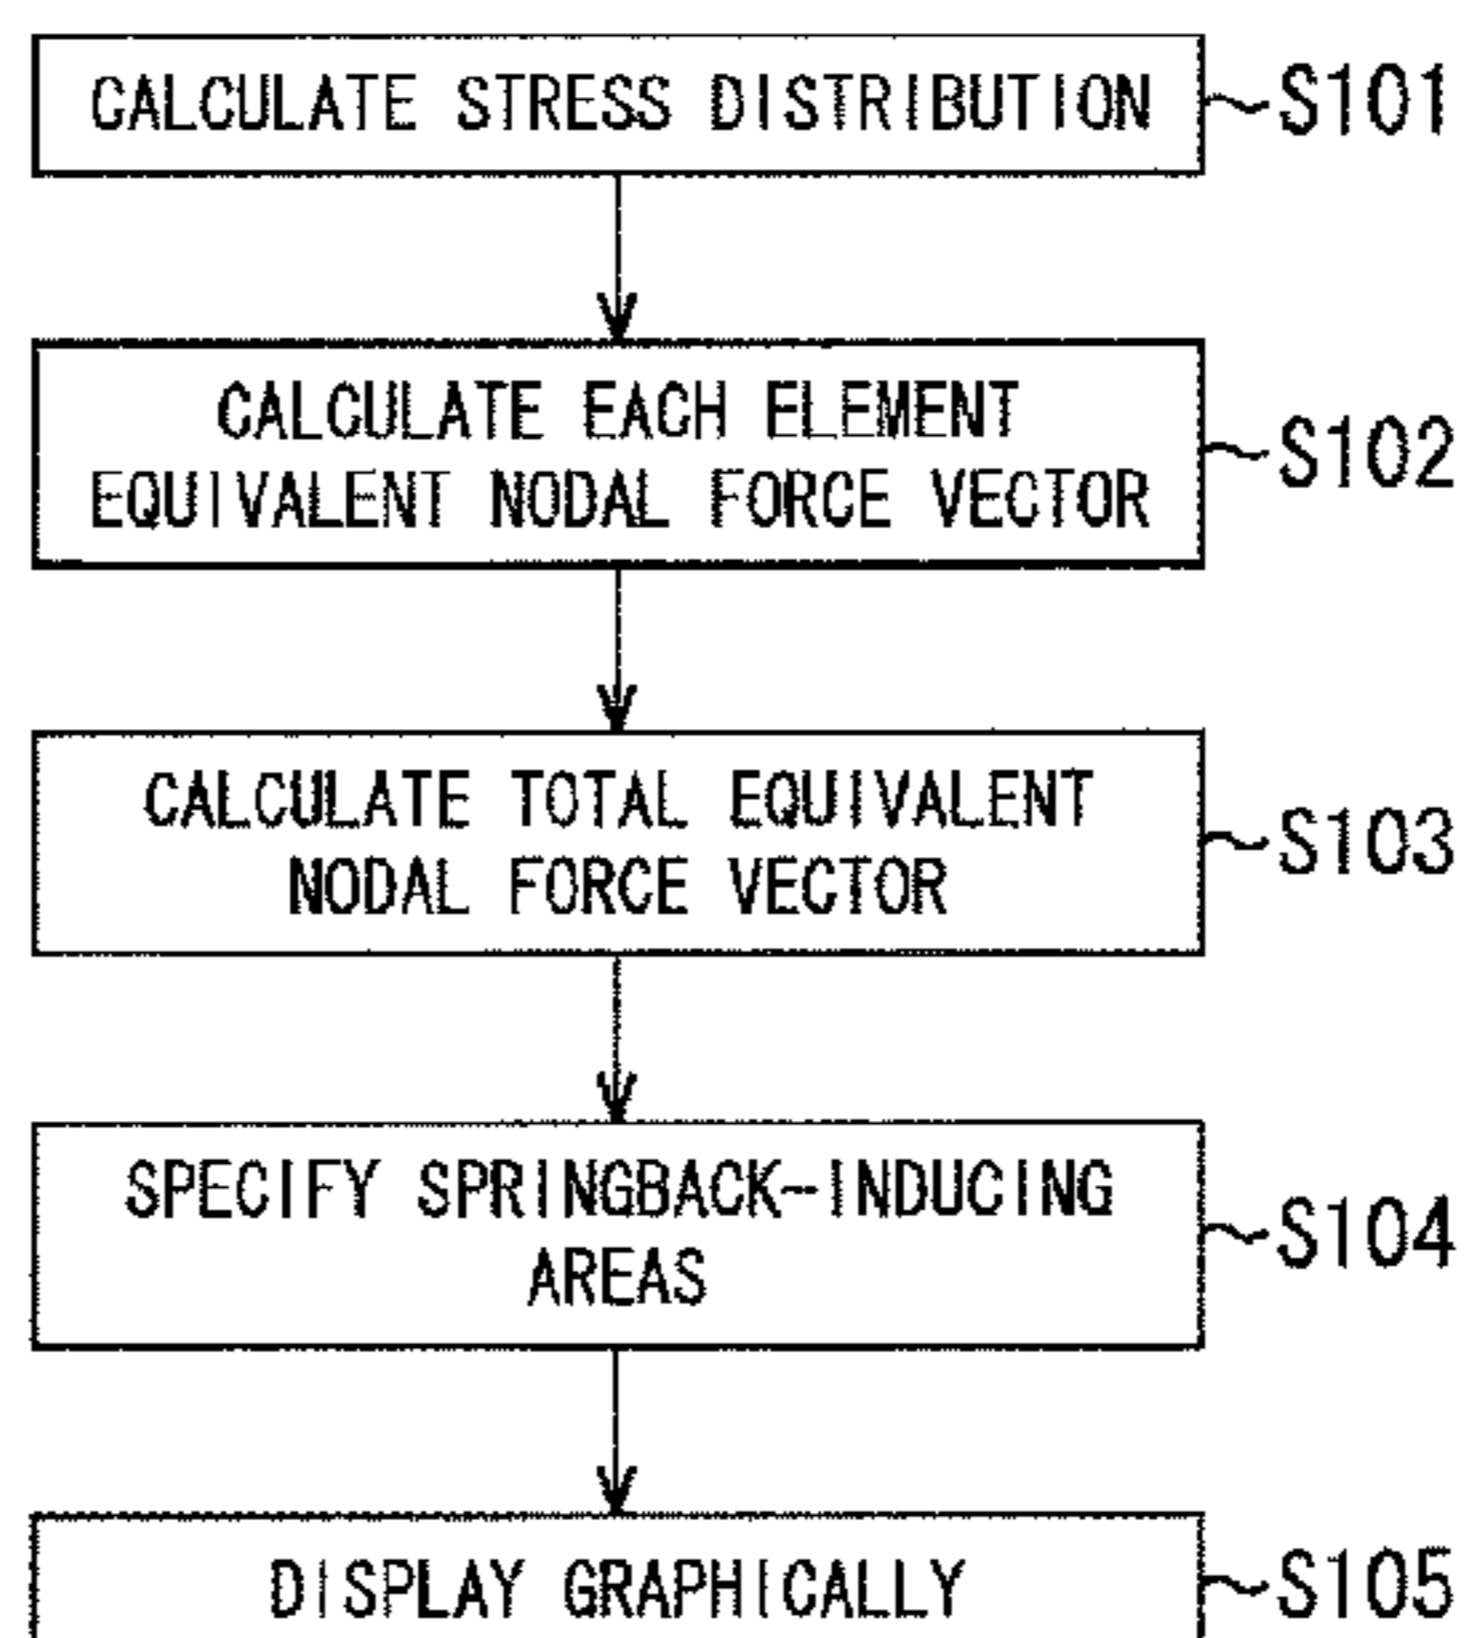 CALCULATE STRESS DISTRIBUTION
S101
CALCULATE EACH ELEMENT
EQUIVALENT NODAL FORCE VECTOR
S102
CALCULATE TOTAL EQUIVALENT
NODAL FORCE VECTOR
S103
SPECIFY SPRINGBACK-INDUCING
AREAS
S104
DISPLAY GRAPHICALLY
S105